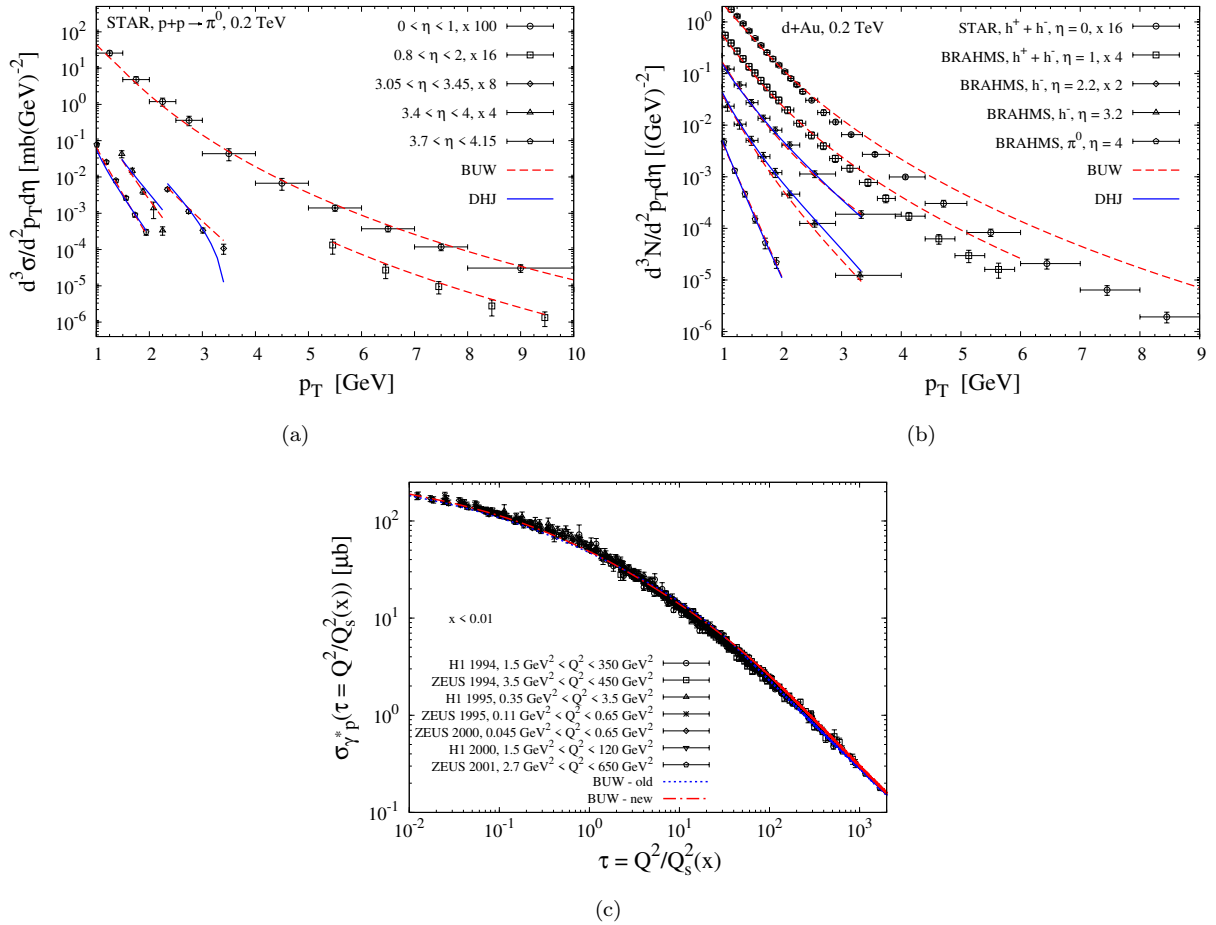 STAR, p+p → π⁰, 0.2 TeV
0 < η < 1, x 100
0.8 < η < 2, x 16
3.05 < η < 3.45, x 8
3.4 < η < 4, x 4
3.7 < η < 4.15
BUW
DHJ
d³σ/d²p_T dη [mb(GeV)⁻²]
10²
10¹
10⁰
10⁻¹
10⁻²
10⁻³
10⁻⁴
10⁻⁵
10⁻⁶
1 2 3 4 5 6 7 8 9 10
p_T [GeV]
(a)
d+Au, 0.2 TeV
STAR, h⁺ + h⁻, η = 0, x 16
BRAHMS, h⁺ + h⁻, η = 1, x 4
BRAHMS, h⁻, η = 2.2, x 2
BRAHMS, h⁻, η = 3.2
BRAHMS, π⁰, η = 4
BUW
DHJ
d³N/d²p_T dη [(GeV)⁻²]
10⁰
10⁻¹
10⁻²
10⁻³
10⁻⁴
10⁻⁵
10⁻⁶
1 2 3 4 5 6 7 8 9
p_T [GeV]
(b)
σ_γ*p(τ = Q²/Q_s²(x)) [μb]
10²
10¹
10⁰
10⁻¹
x < 0.01
H1 1994, 1.5 GeV² < Q² < 350 GeV²
ZEUS 1994, 3.5 GeV² < Q² < 450 GeV²
H1 1995, 0.35 GeV² < Q² < 3.5 GeV²
ZEUS 1995, 0.11 GeV² < Q² < 0.65 GeV²
ZEUS 2000, 0.045 GeV² < Q² < 0.65 GeV²
H1 2000, 1.5 GeV² < Q² < 120 GeV²
ZEUS 2001, 2.7 GeV² < Q² < 650 GeV²
BUW - old
BUW - new
10⁻² 10⁻¹ 10⁰ 10¹ 10² 10³
τ = Q²/Q_s²(x)
(c)